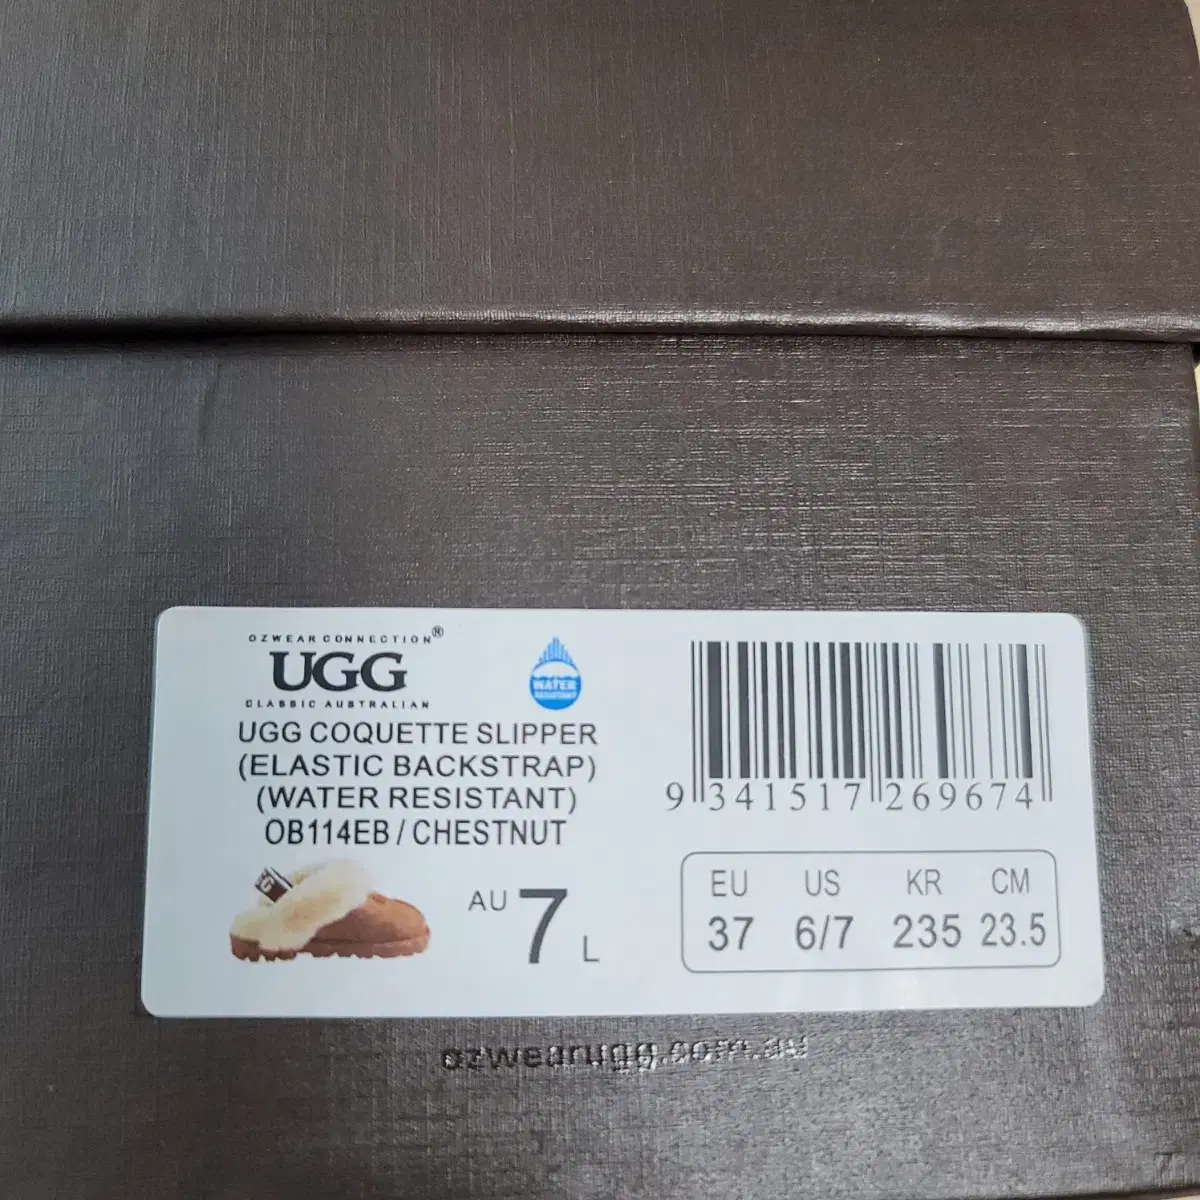 OZWEAR CONNECTION®
UGG
CLASSIC AUSTRALIAN
WATER
RESISTANT
UGG COQUETTE SLIPPER
(ELASTIC BACKSTRAP)
(WATER RESISTANT)
OB114EB / CHESTNUT
AU 7 L
9 341517 269674
EU US KR CM
37 6/7 235 23.5
ozwearugg.com.au